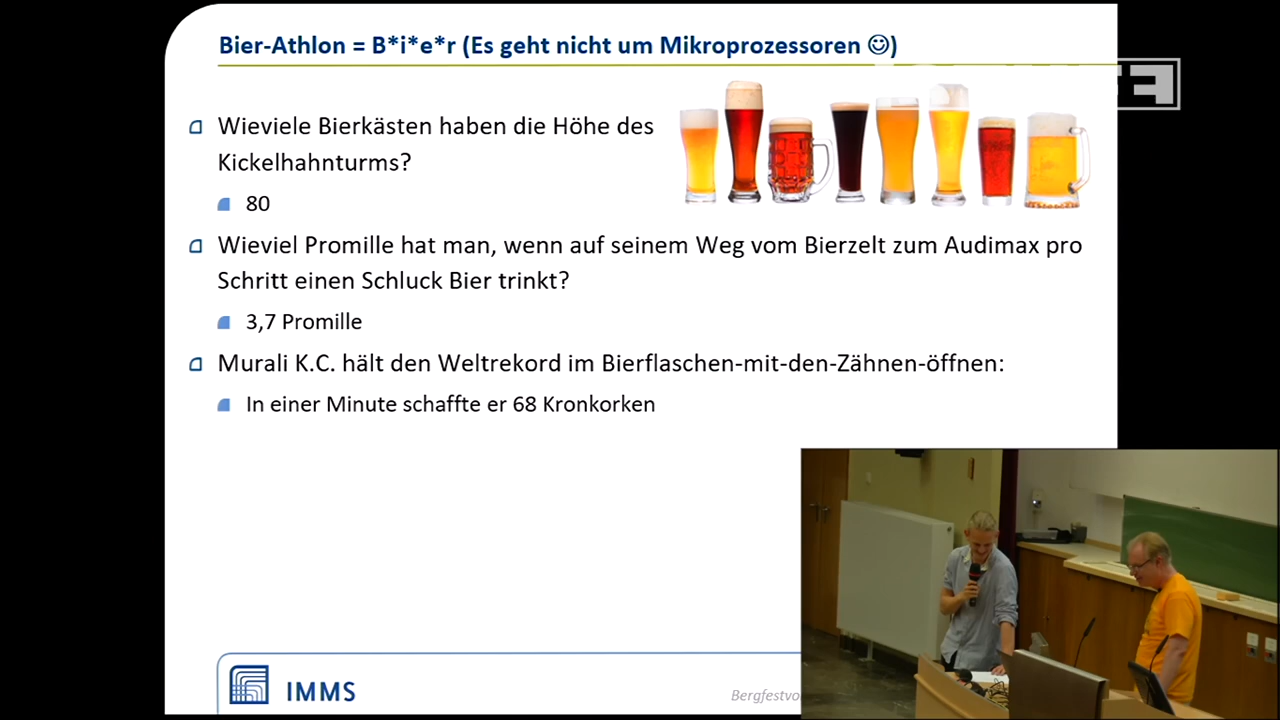 Bier-Athlon = B*i*e*r (Es geht nicht um Mikroprozessoren ☺)
Wieviele Bierkästen haben die Höhe des
Kickelhahnturms?
80
Wieviel Promille hat man, wenn auf seinem Weg vom Bierzelt zum Audimax pro
Schritt einen Schluck Bier trinkt?
3,7 Promille
Murali K.C. hält den Weltrekord im Bierflaschen-mit-den-Zähnen-öffnen:
In einer Minute schaffte er 68 Kronkorken
IMMS